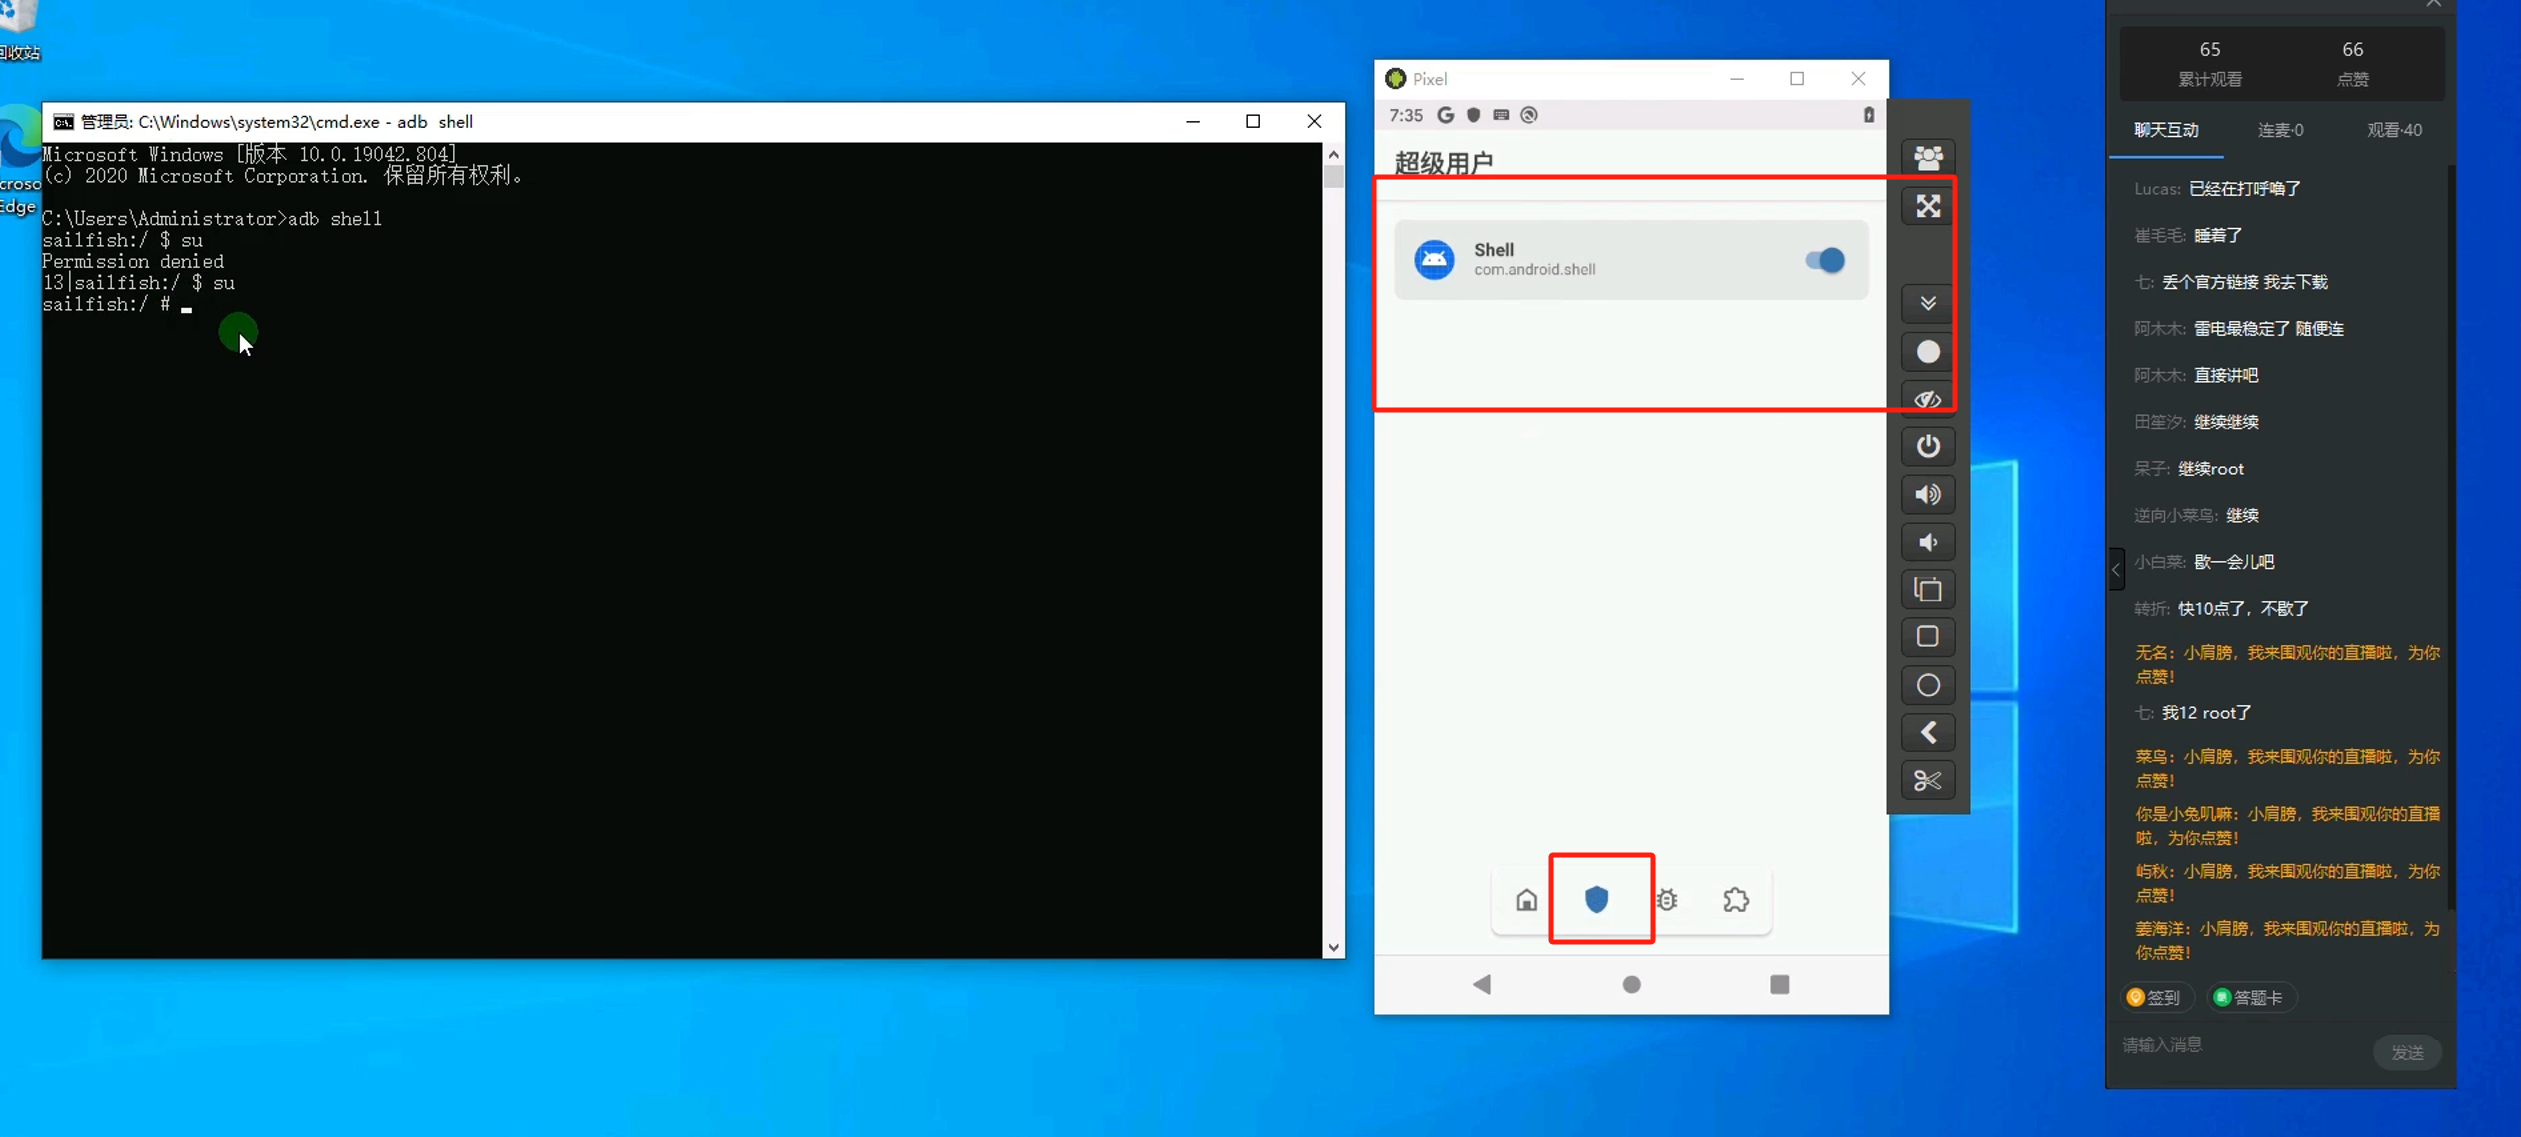 回收站
Edge
管理员: C:\Windows\system32\cmd.exe - adb  shell
Microsoft Windows [版本 10.0.19042.804]
(c) 2020 Microsoft Corporation. 保留所有权利。
C:\Users\Administrator>adb shell
sailfish:/ $ su
Permission denied
13|sailfish:/ $ su
sailfish:/ #
Pixel
7:35
超级用户
Shell
com.android.shell
65
66
累计观看
点赞
聊天互动
连麦·0
观看·40
Lucas: 已经在打呼噜了
崔毛毛: 睡着了
七: 丢个官方链接 我去下载
阿木木: 雷电最稳定了 随便连
阿木木: 直接讲吧
田笙汐: 继续继续
呆子: 继续root
逆向小菜鸟: 继续
小白菜: 歇一会儿吧
转折: 快10点了，不歇了
无名：小肩膀，我来围观你的直播啦，为你
点赞！
七: 我12 root了
菜鸟：小肩膀，我来围观你的直播啦，为你
点赞！
你是小兔叽嘛：小肩膀，我来围观你的直播
啦，为你点赞！
屿秋：小肩膀，我来围观你的直播啦，为你
点赞！
姜海洋：小肩膀，我来围观你的直播啦，为
你点赞！
签到
答题卡
请输入消息
发送